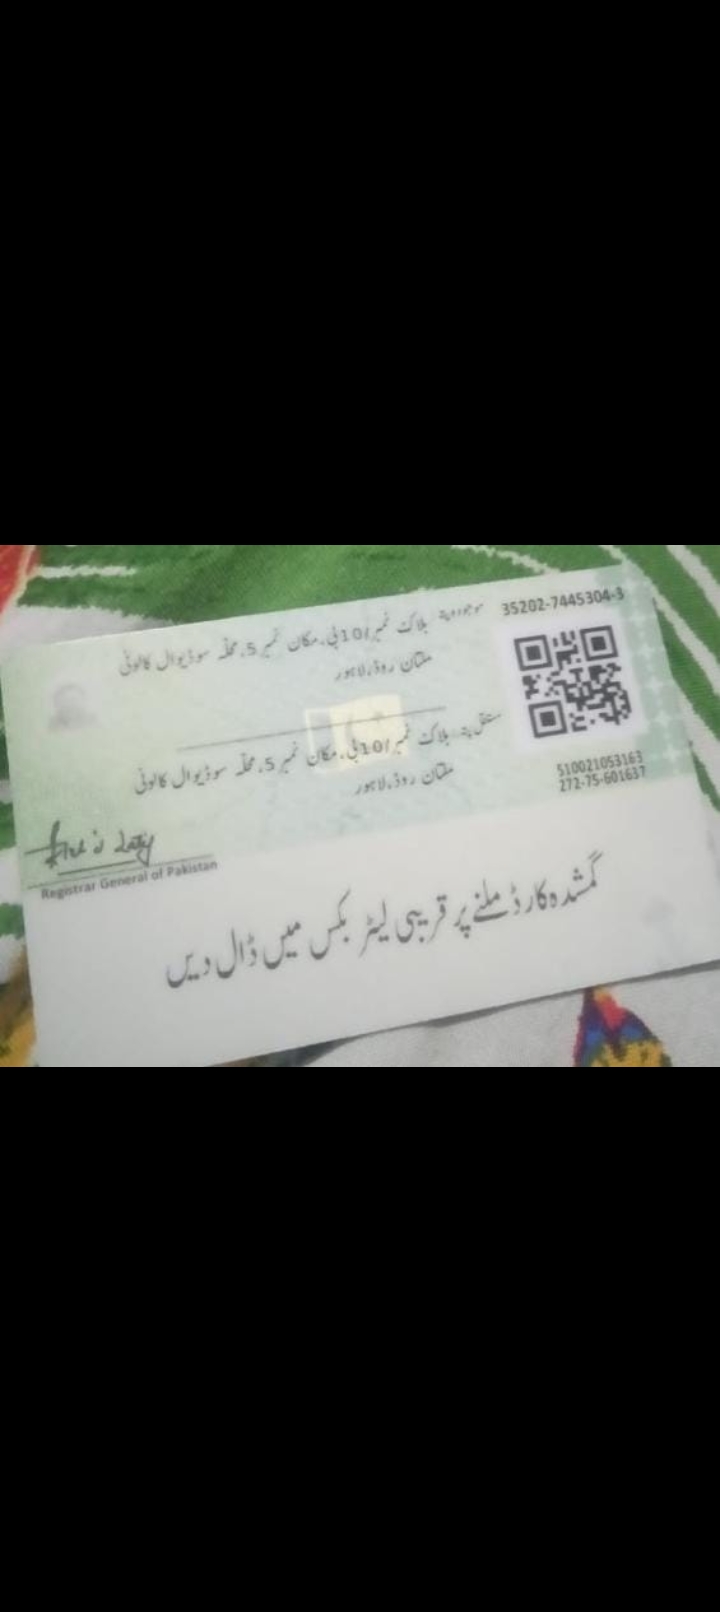 35202-7445304-3
موجودہ پتہ: بلاک نمبر 10/بی، مکان نمبر 5، محلّہ سوڈیوال کالونی
ملتان روڈ، لاہور
مستقل پتہ: بلاک نمبر 10/بی، مکان نمبر 5، محلّہ سوڈیوال کالونی
ملتان روڈ، لاہور
510021053163
272-75-601637
Registrar General of Pakistan
گمشدہ کارڈ ملنے پر قریبی لیٹر بکس میں ڈال دیں